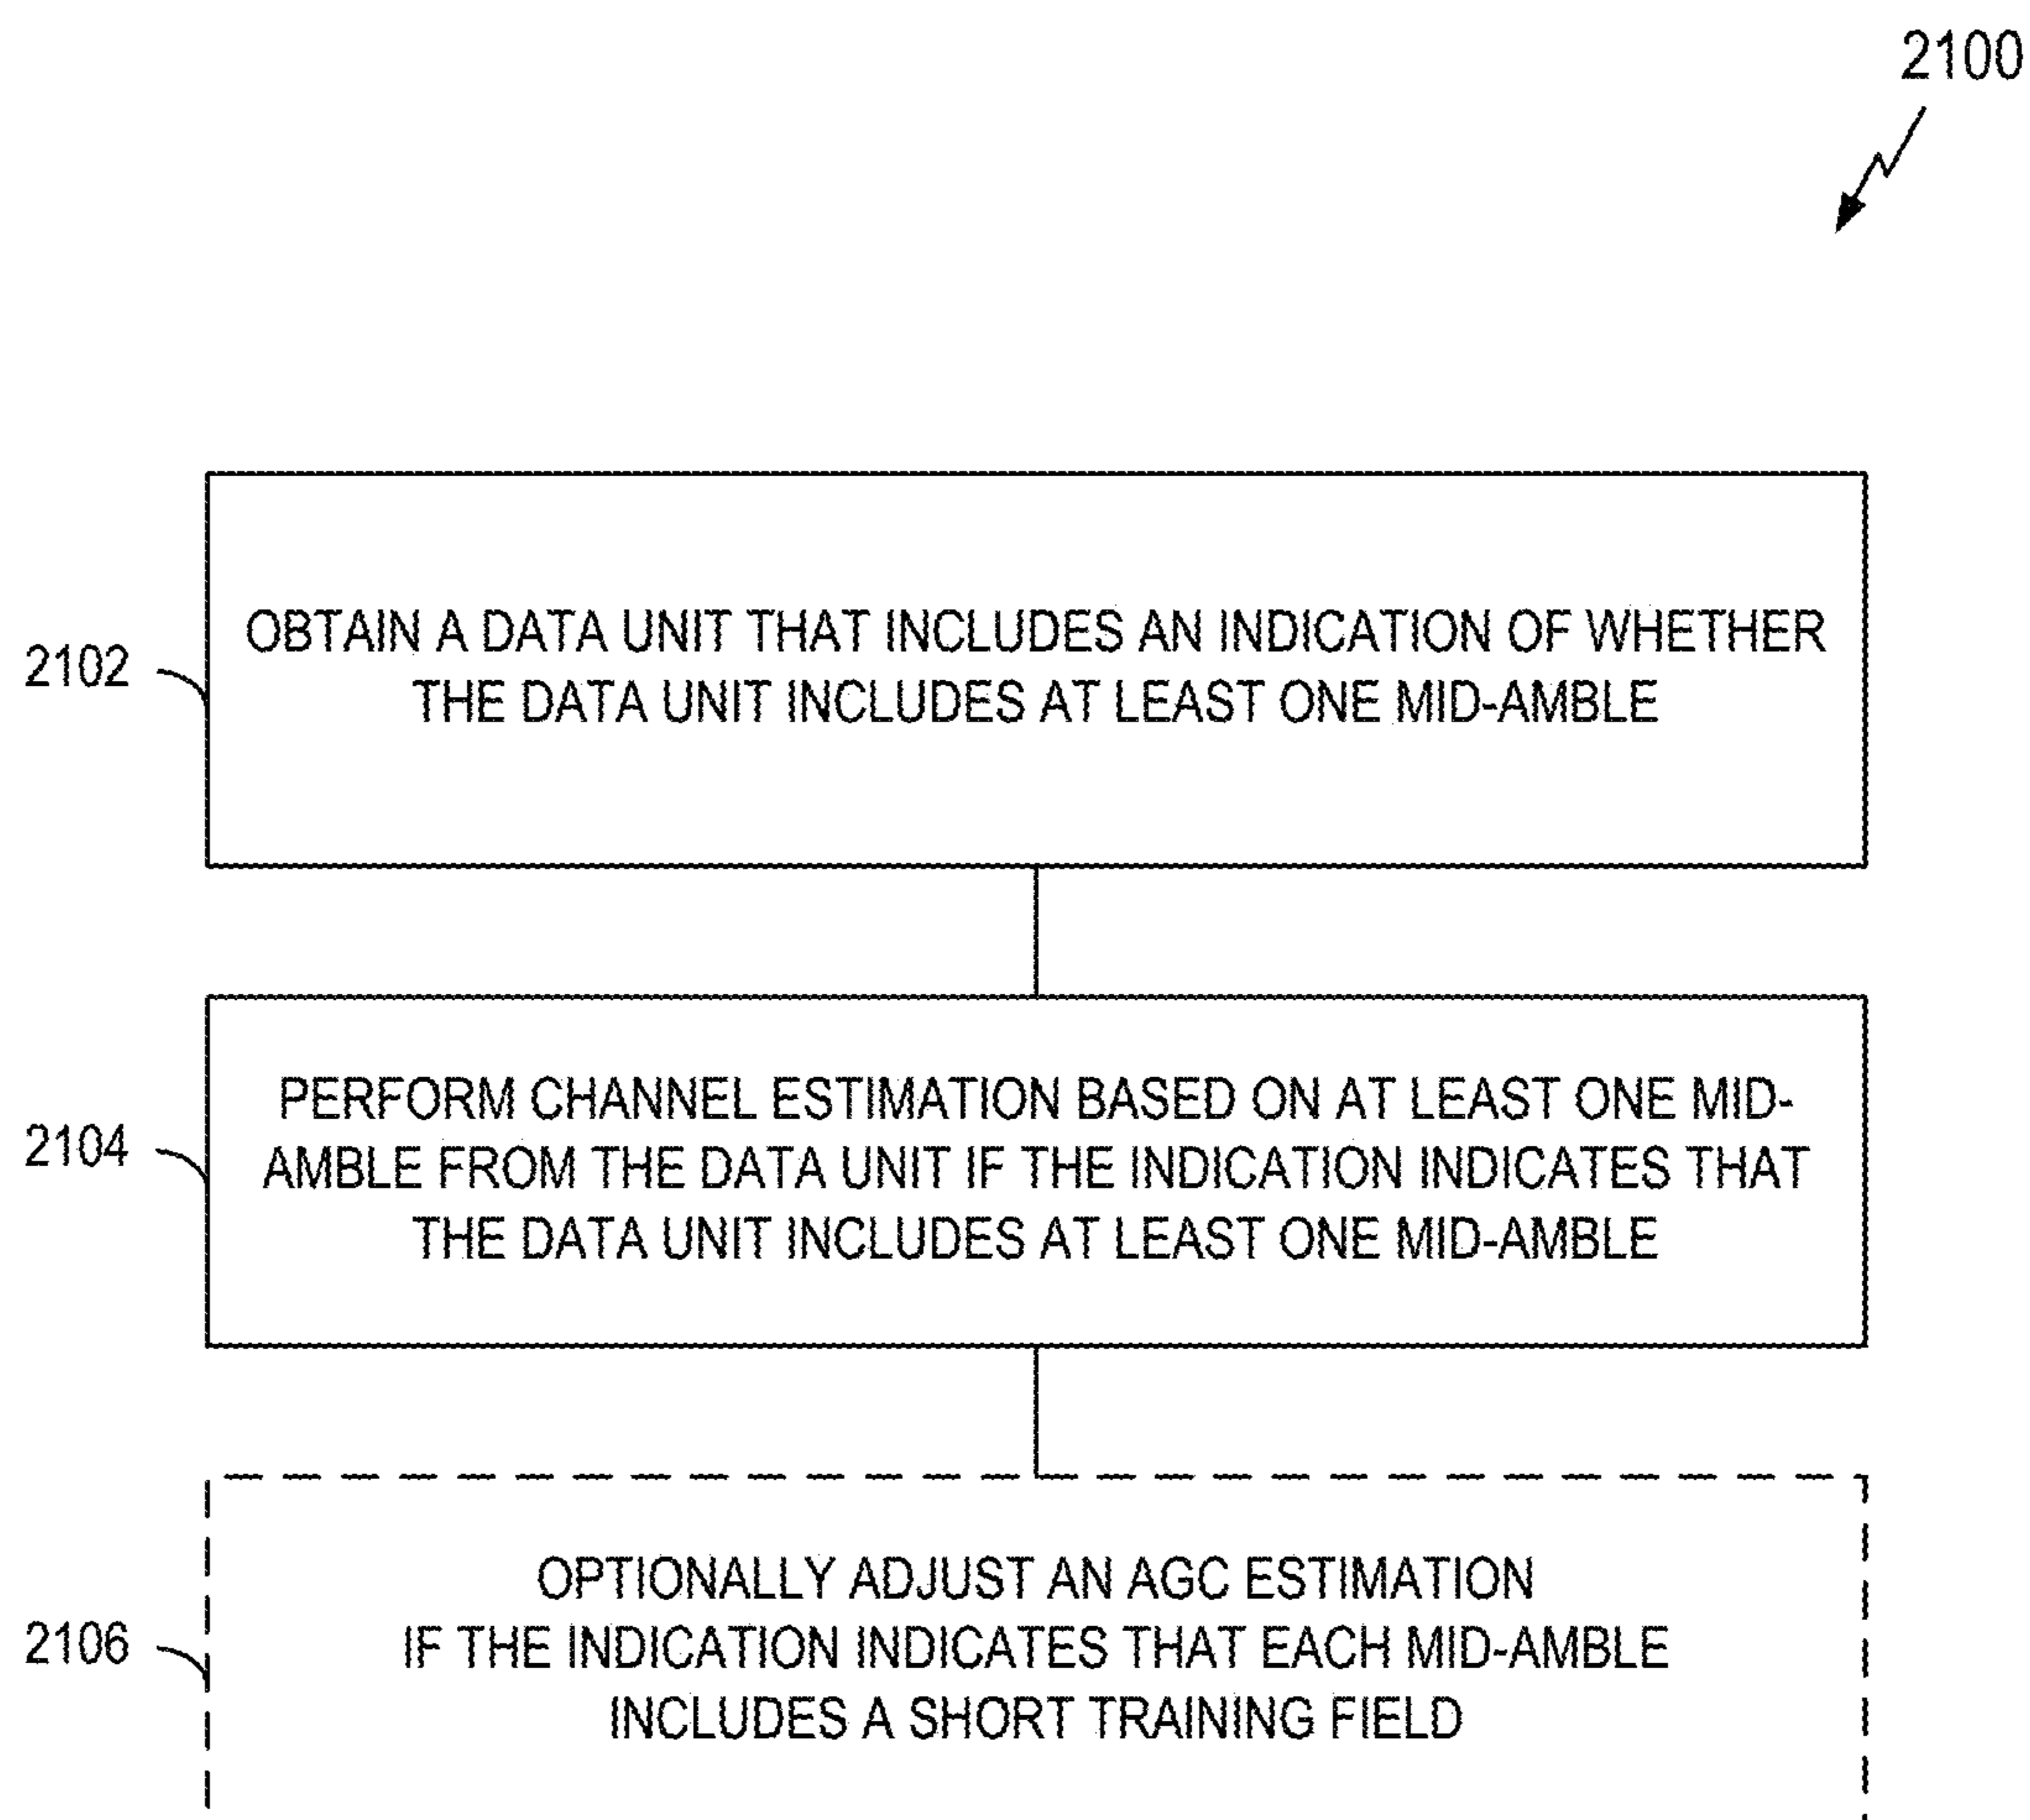 2100
OBTAIN A DATA UNIT THAT INCLUDES AN INDICATION OF WHETHER
THE DATA UNIT INCLUDES AT LEAST ONE MID-AMBLE
2102
PERFORM CHANNEL ESTIMATION BASED ON AT LEAST ONE MID-
AMBLE FROM THE DATA UNIT IF THE INDICATION INDICATES THAT
THE DATA UNIT INCLUDES AT LEAST ONE MID-AMBLE
2104
OPTIONALLY ADJUST AN AGC ESTIMATION
IF THE INDICATION INDICATES THAT EACH MID-AMBLE
INCLUDES A SHORT TRAINING FIELD
2106